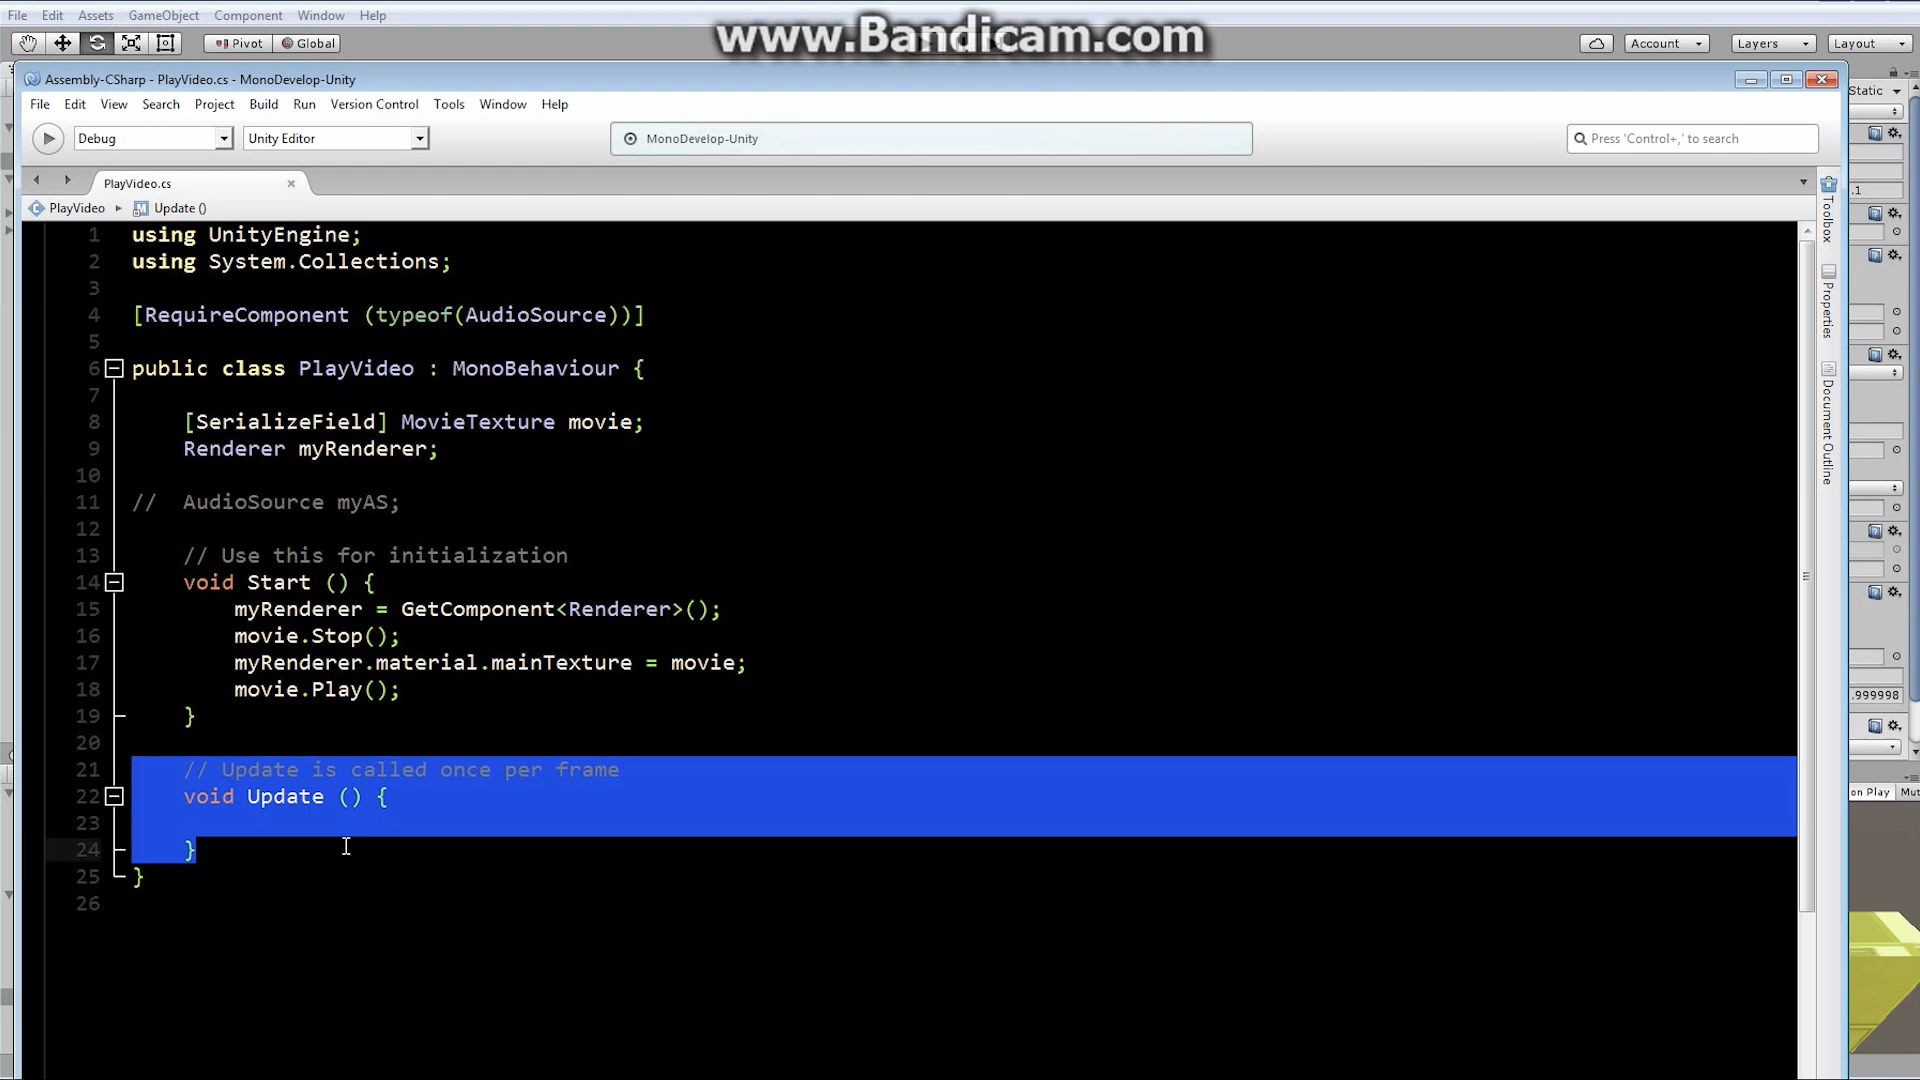 File Edit Assets GameObject Component Window Help
www.Bandicam.com
Pivot Global Account Layers Layout
Assembly-CSharp - PlayVideo.cs - MonoDevelop-Unity
Static
File Edit View Search Project Build Run Version Control Tools Window Help
Debug Unity Editor MonoDevelop-Unity Press 'Control+,' to search
PlayVideo.cs
.1
PlayVideo Update ()
Toolbox
Properties
Document Outline
1 using UnityEngine;
2 using System.Collections;
3
4 [RequireComponent (typeof(AudioSource))]
5
6 public class PlayVideo : MonoBehaviour {
7
8 [SerializeField] MovieTexture movie;
9 Renderer myRenderer;
10
11 // AudioSource myAS;
12
13 // Use this for initialization
14 void Start () {
15 myRenderer = GetComponent<Renderer>();
16 movie.Stop();
17 myRenderer.material.mainTexture = movie;
18 movie.Play();
19 }
20
21 // Update is called once per frame
22 void Update () {
23
24 }
25 }
26
.999998
on Play Mut